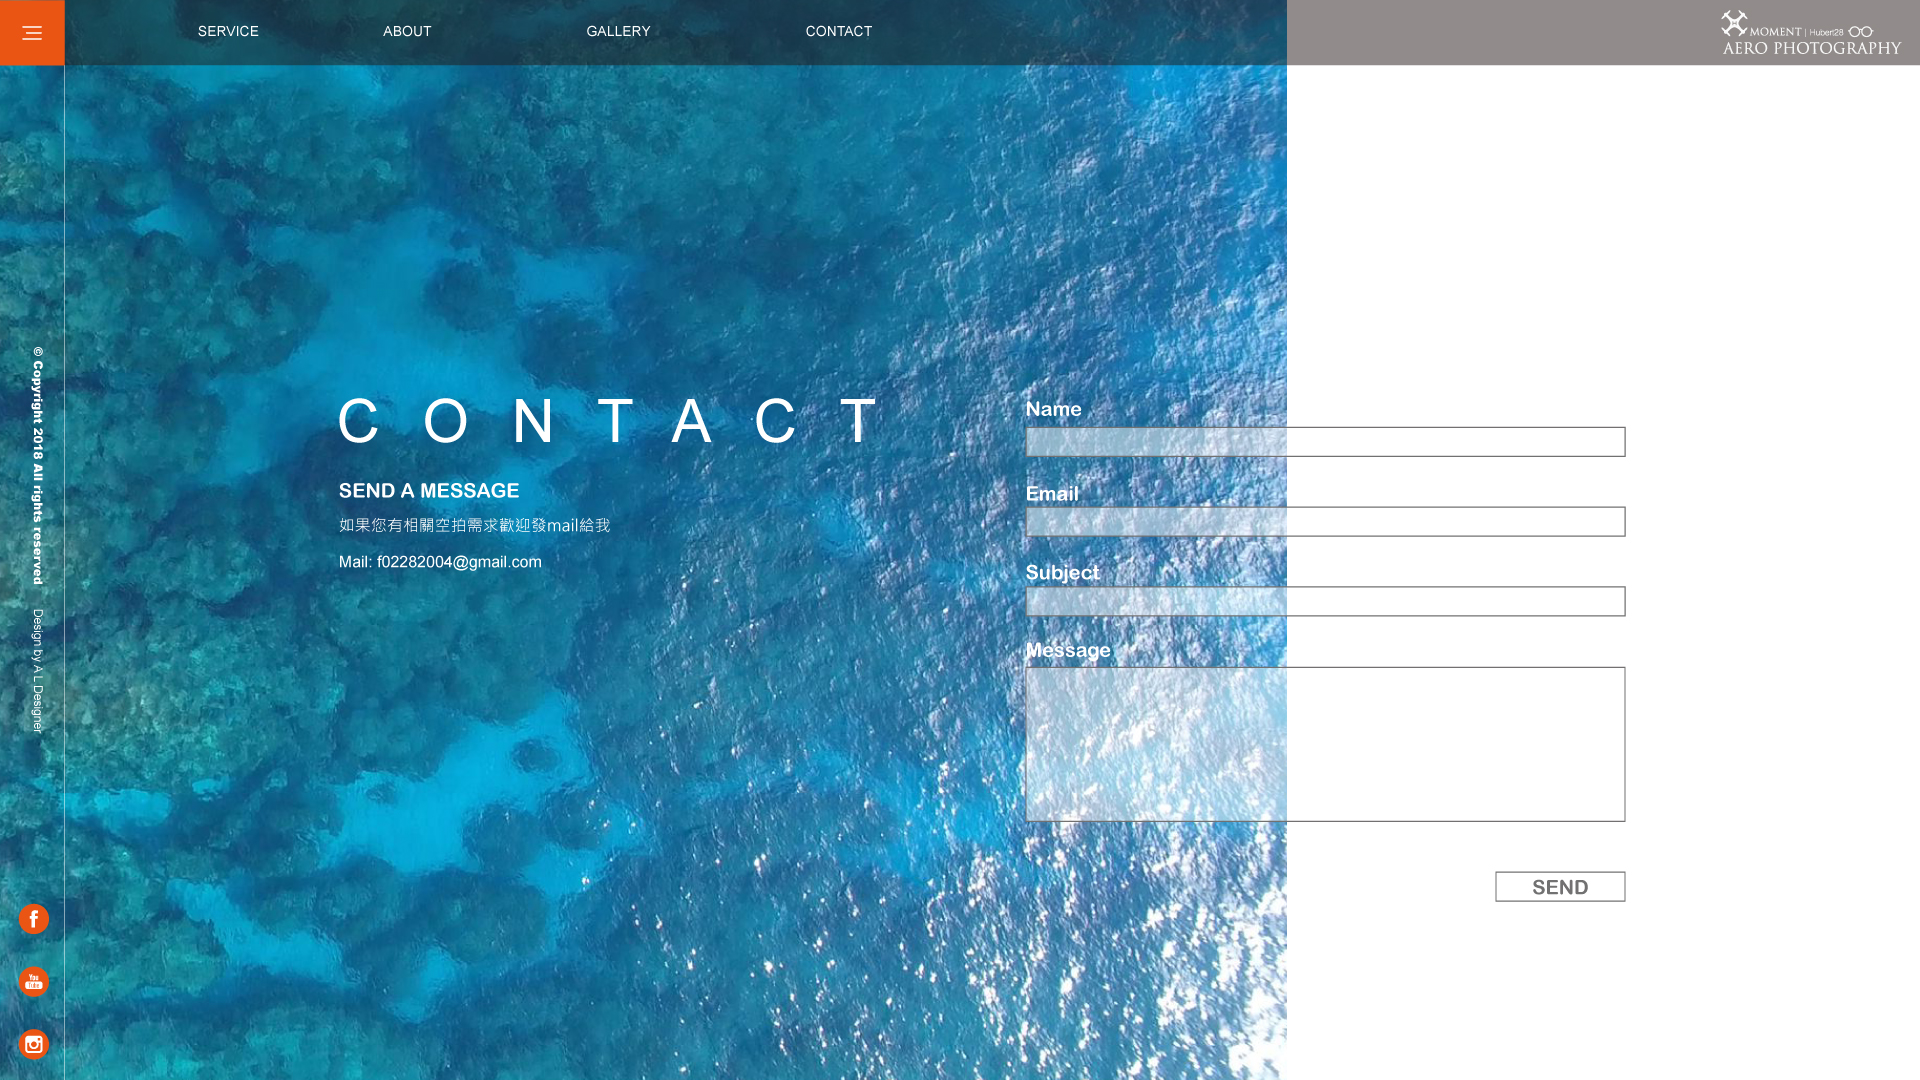 SERVICE
ABOUT
GALLERY
CONTACT
MOMENT | Hubert28
AERO PHOTOGRAPHY
CONTACT
SEND A MESSAGE
如果您有相關空拍需求歡迎發mail給我
Mail: f02282004@gmail.com
Name
Email
Subject
Message
SEND
© Copyright 2018 All rights reserved
Design by A L Designer
f
You
Tube